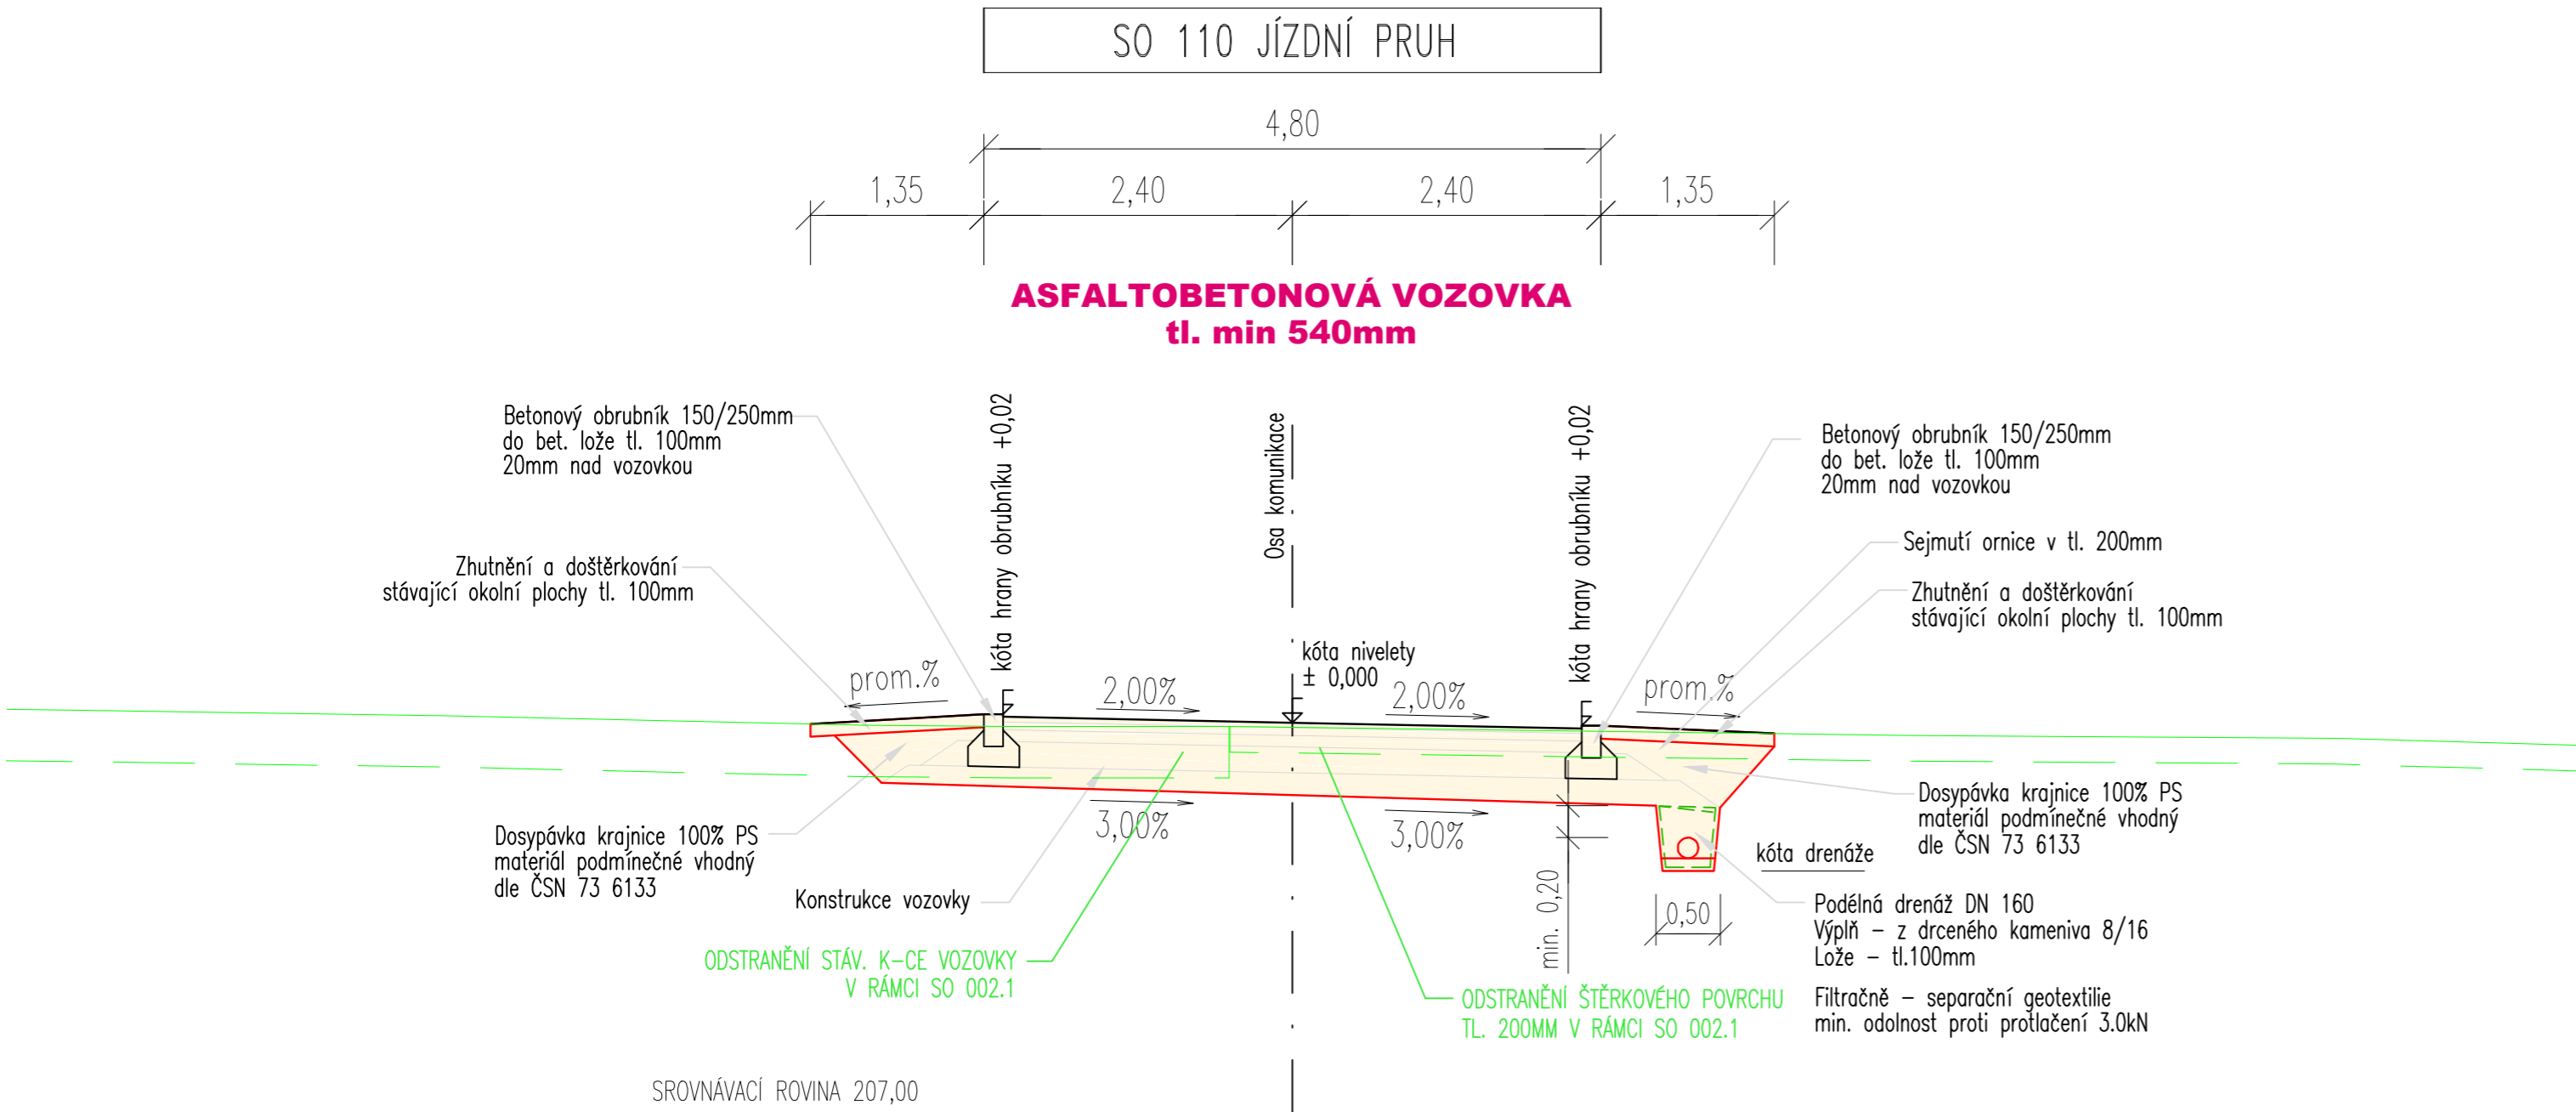 SO 110 JÍZDNÍ PRUH
4,80
1,35
2,40
2,40
1,35
ASFALTOBETONOVÁ VOZOVKA
tl. min 540mm
Betonový obrubník 150/250mm
do bet. lože tl. 100mm
20mm nad vozovkou
kóta hrany obrubníku +0,02
Osa komunikace
kóta hrany obrubníku +0,02
Betonový obrubník 150/250mm
do bet. lože tl. 100mm
20mm nad vozovkou
Sejmutí ornice v tl. 200mm
Zhutnění a doštěrkování
stávající okolní plochy tl. 100mm
Zhutnění a doštěrkování
stávající okolní plochy tl. 100mm
kóta nivelety
± 0,000
prom.%
2,00%
2,00%
prom.%
3,00%
3,00%
Dosypávka krajnice 100% PS
materiál podmínečné vhodný
dle ČSN 73 6133
Dosypávka krajnice 100% PS
materiál podmínečné vhodný
dle ČSN 73 6133
kóta drenáže
Konstrukce vozovky
min. 0,20
0,50
Podélná drenáž DN 160
Výplň – z drceného kameniva 8/16
Lože – tl.100mm
ODSTRANĚNÍ STÁV. K-CE VOZOVKY
V RÁMCI SO 002.1
ODSTRANĚNÍ ŠTĚRKOVÉHO POVRCHU
TL. 200MM V RÁMCI SO 002.1
Filtračně – separační geotextilie
min. odolnost proti protlačení 3.0kN
SROVNÁVACÍ ROVINA 207,00